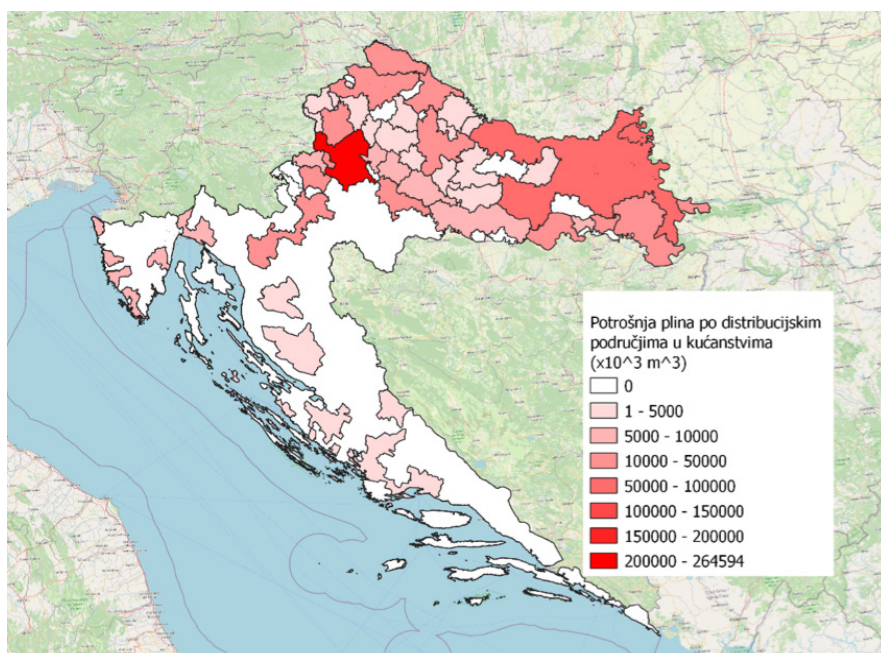 Potrošnja plina po distribucijskim
područjima u kućanstvima
(x10^3 m^3)
0
1 - 5000
5000 - 10000
10000 - 50000
50000 - 100000
100000 - 150000
150000 - 200000
200000 - 264594